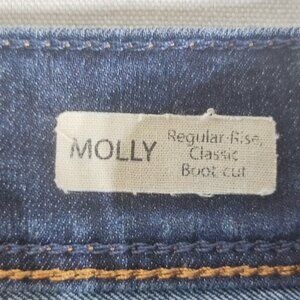 MOLLY
Regular-Rise,
Classic
Boot cut